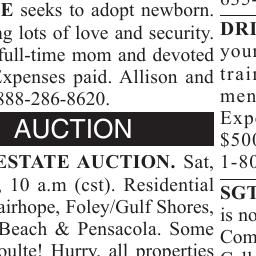 E seeks to adopt newborn.
ng lots of love and security.
full-time mom and devoted
Expenses paid. Allison and
888-286-8620.
AUCTION
ESTATE AUCTION. Sat,
, 10 a.m (cst). Residential
airhope, Foley/Gulf Shores,
Beach & Pensacola. Some
oulte! Hurry, all properties
DRI
your
train
men
Expe
$500
1-80
SGT
is no
Com